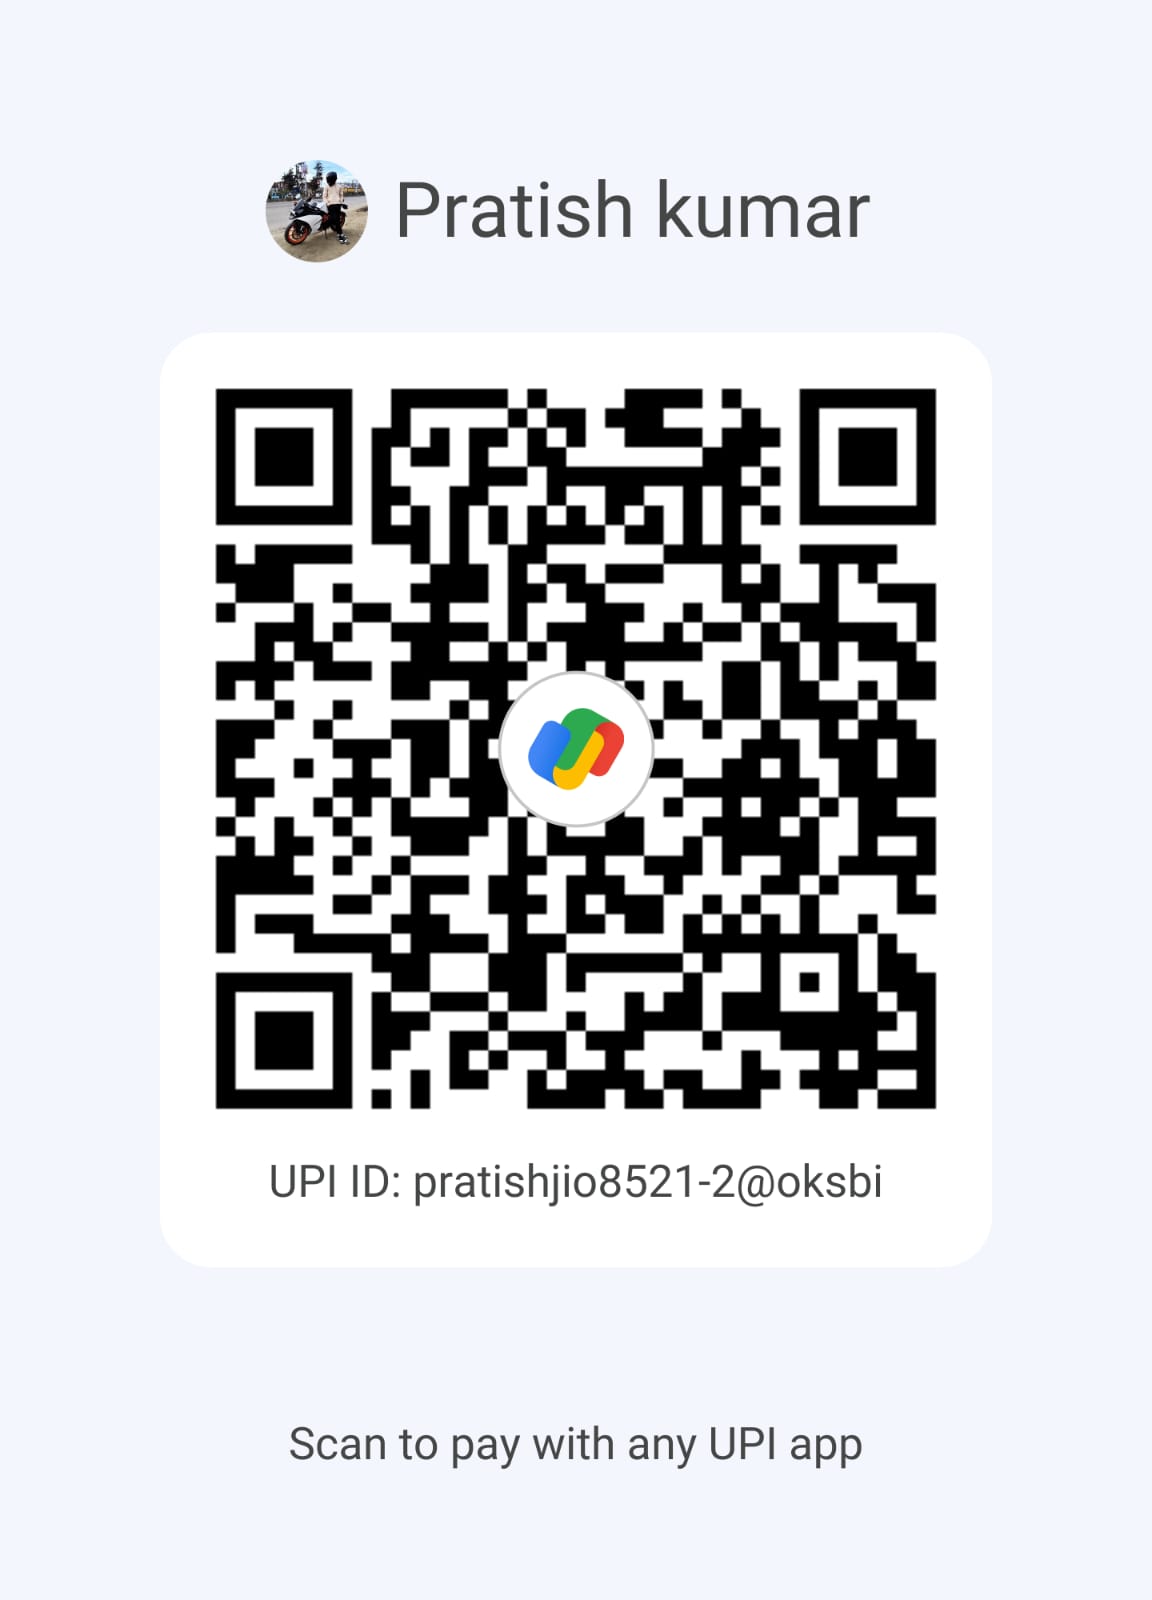 Pratish kumar
UPI ID: pratishjio8521-2@oksbi
Scan to pay with any UPI app